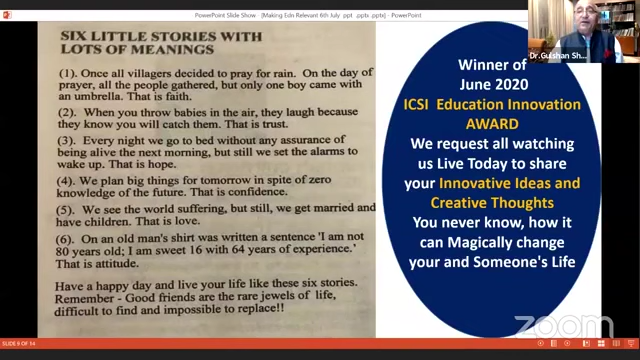 PowerPoint Slide Show - [Making Edn Relevant 6th July .ppt .pptx .pptx] - PowerPoint
SIX LITTLE STORIES WITH
LOTS OF MEANINGS
(1). Once all villagers decided to pray for rain. On the day of
prayer, all the people gathered, but only one boy came with
an umbrella. That is faith.
(2). When you throw babies in the air, they laugh because
they know you will catch them. That is trust.
(3). Every night we go to bed without any assurance of
being alive the next morning, but still we set the alarms to
wake up. That is hope.
(4). We plan big things for tomorrow in spite of zero
knowledge of the future. That is confidence.
(5). We see the world suffering, but still, we get married and
have children. That is love.
(6). On an old man's shirt was written a sentence 'I am not
80 years old; I am sweet 16 with 64 years of experience.'
That is attitude.
Have a happy day and live your life like these six stories.
Remember - Good friends are the rare jewels of life,
difficult to find and impossible to replace!!
Winner of
June 2020
ICSI Education Innovation
AWARD
We request all watching
us Live Today to share
your Innovative Ideas and
Creative Thoughts
You never know, how it
can Magically change
your and Someone's Life
Dr.Gulshan Sh...
zoom
SLIDE 6 OF 14